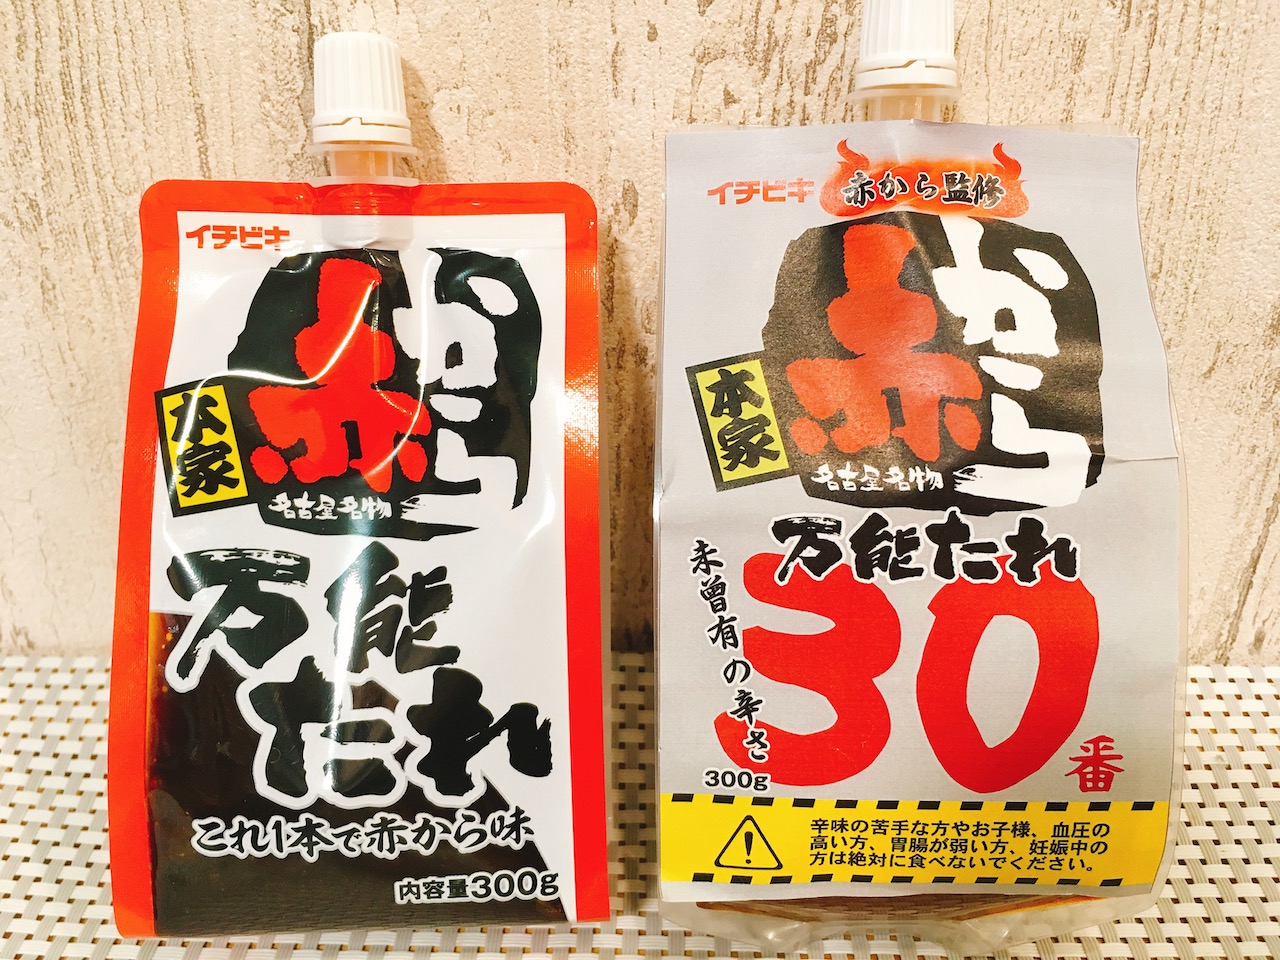 イチビキ
赤から
本家
名古屋名物
万能
たれ
これ1本で赤から味
内容量300g
イチビキ
赤から監修
赤から
本家
名古屋名物
万能たれ
未曾有の辛さ
30番
300g
辛味の苦手な方やお子様、血圧の
高い方、胃腸が弱い方、妊娠中の
方は絶対に食べないでください。